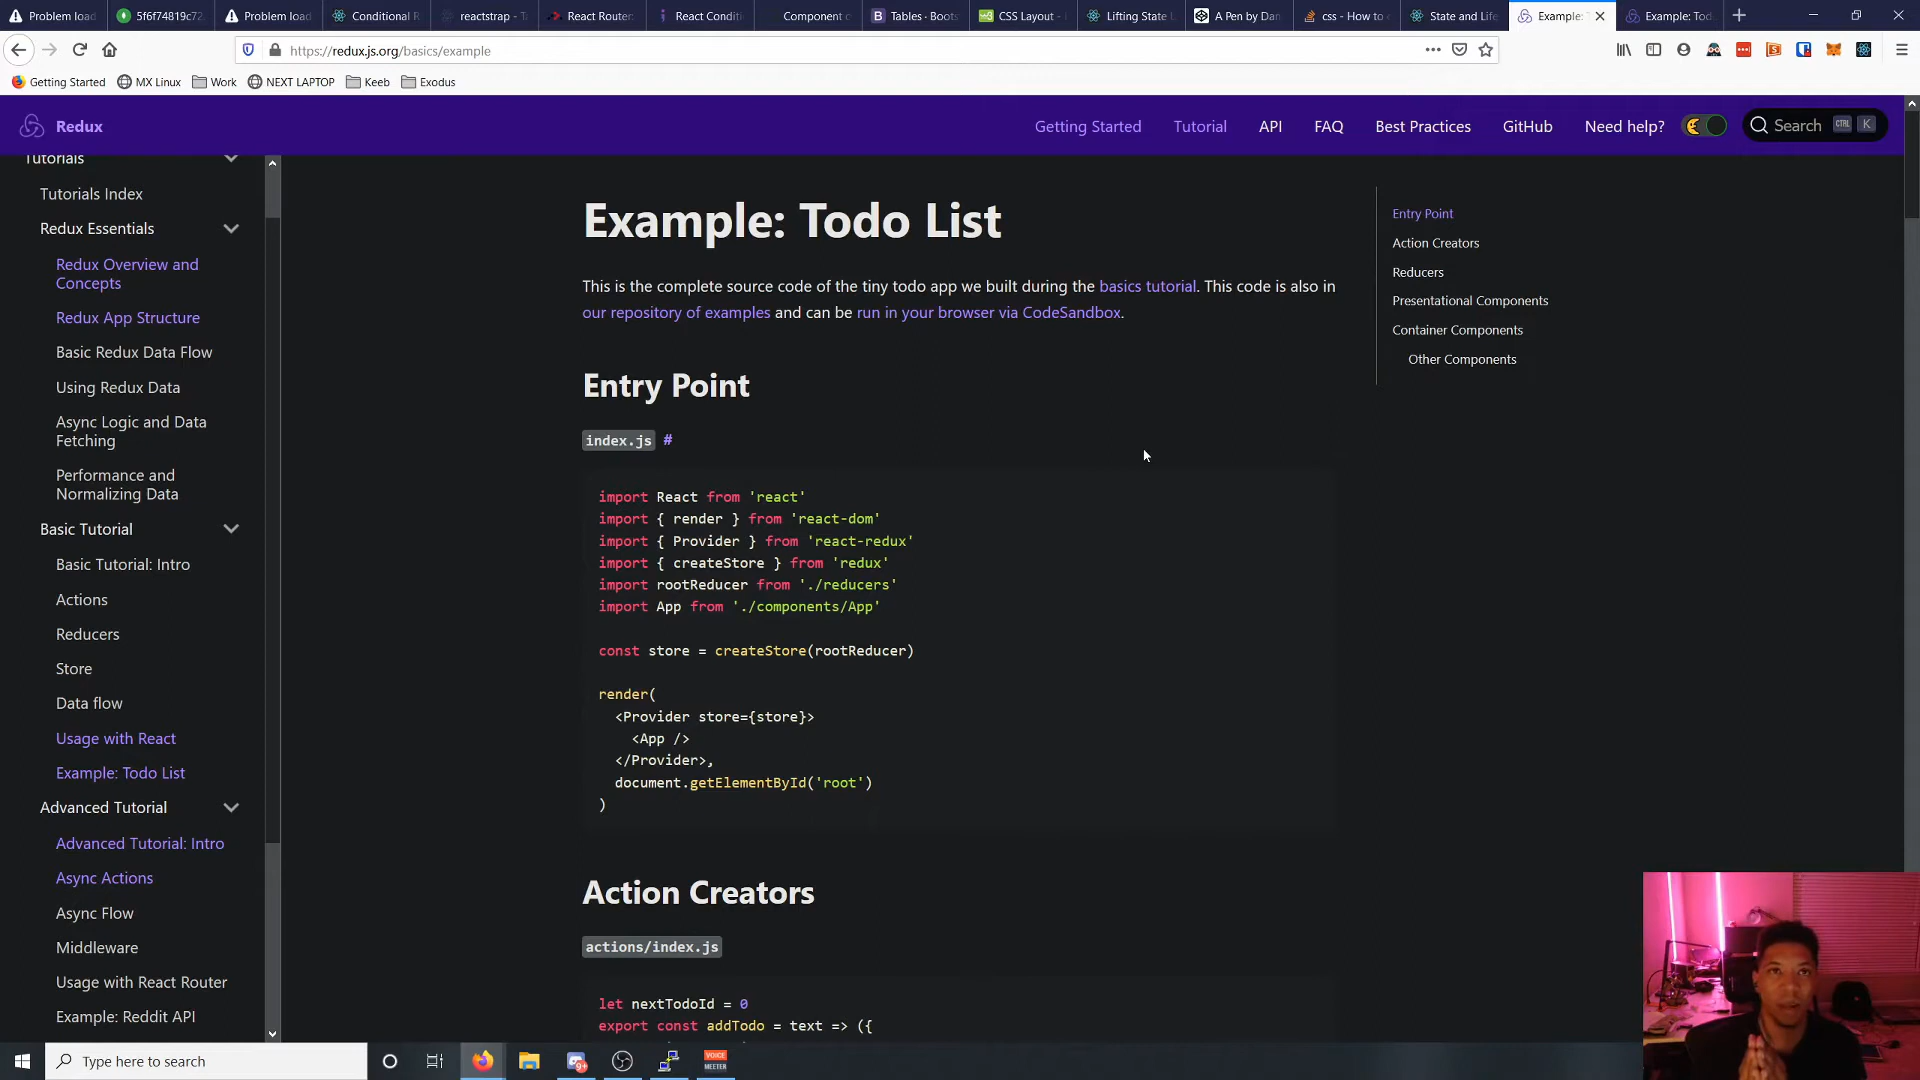 Problem load
5f6f74819c72
Problem load
Conditional R
reactstrap - T
React Router:
React Condit
Component c
Tables · Boots
CSS Layout -
Lifting State U
A Pen by Dan
css - How to
State and Life
Example:
Example: Tod
https://redux.js.org/basics/example
Getting Started
MX Linux
Work
NEXT LAPTOP
Keeb
Exodus
Redux
Getting Started
Tutorial
API
FAQ
Best Practices
GitHub
Need help?
Search CTRL K
Tutorials
Tutorials Index
Redux Essentials
Redux Overview and
Concepts
Redux App Structure
Basic Redux Data Flow
Using Redux Data
Async Logic and Data
Fetching
Performance and
Normalizing Data
Basic Tutorial
Basic Tutorial: Intro
Actions
Reducers
Store
Data flow
Usage with React
Example: Todo List
Advanced Tutorial
Advanced Tutorial: Intro
Async Actions
Async Flow
Middleware
Usage with React Router
Example: Reddit API
Example: Todo List
This is the complete source code of the tiny todo app we built during the basics tutorial. This code is also in
our repository of examples and can be run in your browser via CodeSandbox.
Entry Point
index.js #
import React from 'react'
import { render } from 'react-dom'
import { Provider } from 'react-redux'
import { createStore } from 'redux'
import rootReducer from './reducers'
import App from './components/App'
const store = createStore(rootReducer)
render(
<Provider store={store}>
<App />
</Provider>,
document.getElementById('root')
)
Action Creators
actions/index.js
let nextTodoId = 0
export const addTodo = text => ({
Entry Point
Action Creators
Reducers
Presentational Components
Container Components
Other Components
Type here to search
9+
VOICE
MEETER